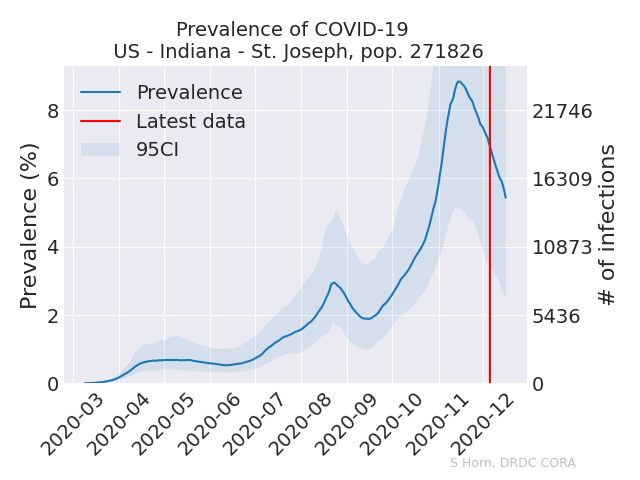 Prevalence of COVID-19
US - Indiana - St. Joseph, pop. 271826
Prevalence
Latest data
95CI
Prevalence (%)
8
6
4
2
0
21746
16309
10873
5436
0
# of infections
2020-03
2020-04
2020-05
2020-06
2020-07
2020-08
2020-09
2020-10
2020-11
2020-12
S Horn, DRDC CORA